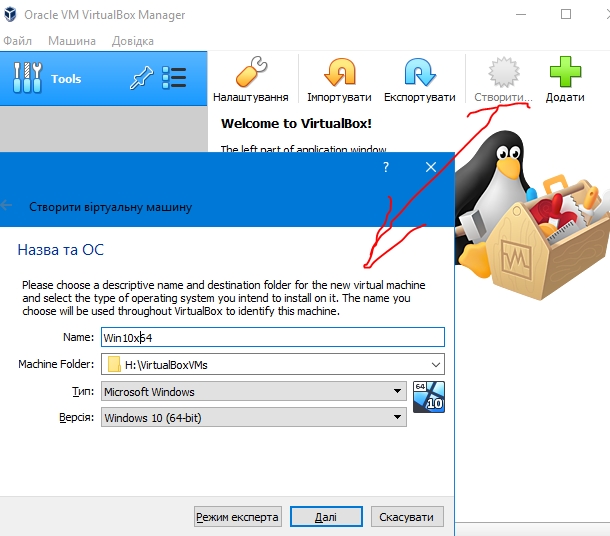 Oracle VM VirtualBox Manager
Файл Машина Довідка
Tools
Налаштування Імпортувати Експортувати Створити... Додати
Welcome to VirtualBox!
The left part of application window
?
Створити віртуальну машину
Назва та ОС
Please choose a descriptive name and destination folder for the new virtual machine
and select the type of operating system you intend to install on it. The name you
choose will be used throughout VirtualBox to identify this machine.
Name: Win10x64
Machine Folder: H:\VirtualBoxVMs
Тип: Microsoft Windows
64
10
Версія: Windows 10 (64-bit)
Режим експерта Далі Скасувати